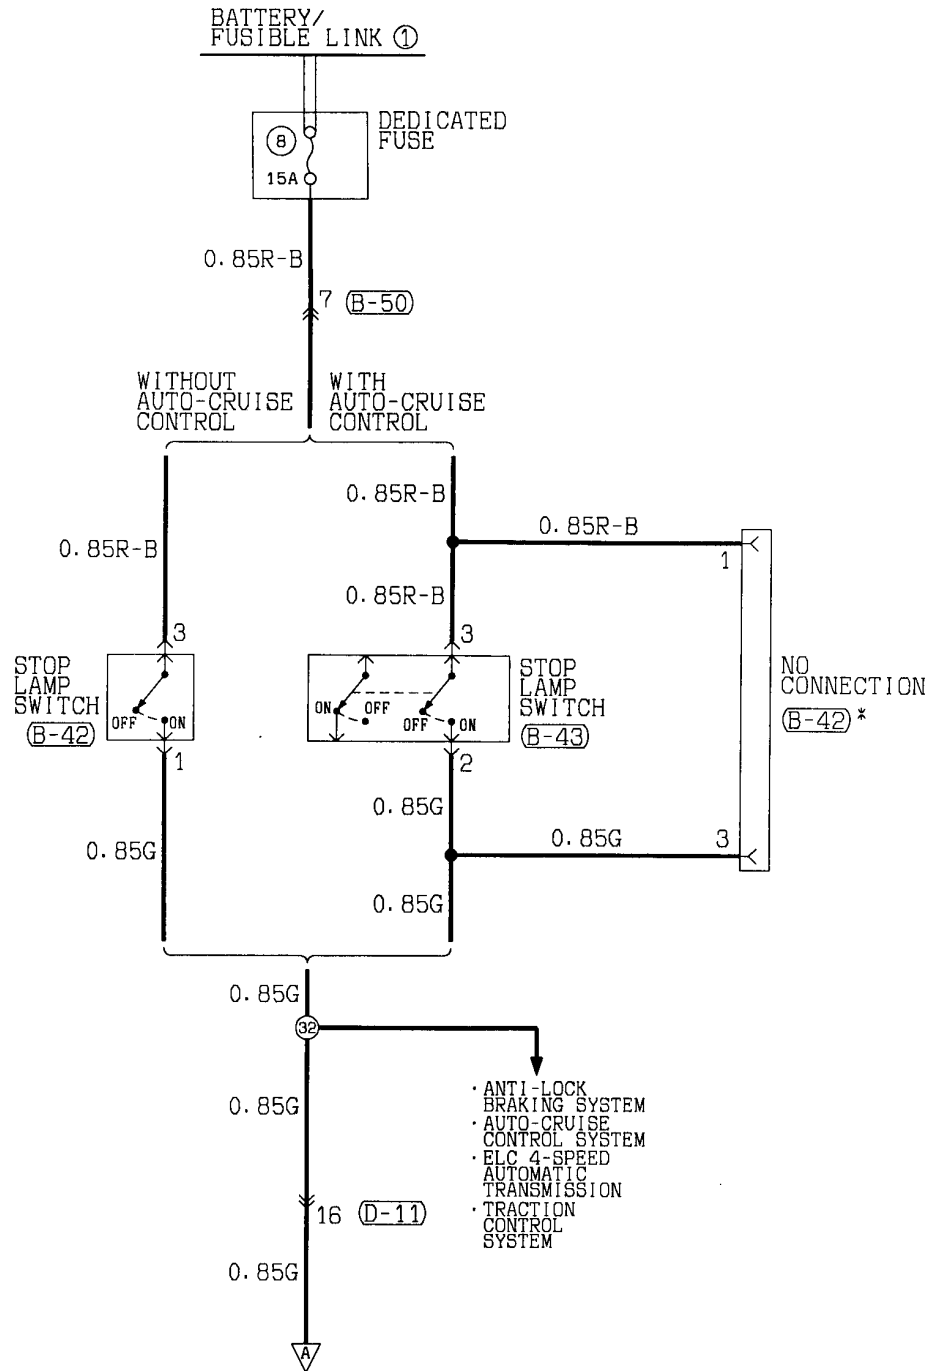 BATTERY/
FUSIBLE LINK ①
DEDICATED
FUSE
8
15A
0.85R-B
7 (B-50)
WITHOUT
AUTO-CRUISE
CONTROL
WITH
AUTO-CRUISE
CONTROL
0.85R-B
0.85R-B
0.85R-B
1
0.85R-B
3
3
STOP
LAMP
SWITCH
(B-42)
OFF
ON
ON
OFF
OFF
ON
STOP
LAMP
SWITCH
(B-43)
NO
CONNECTION
(B-42)*
1
2
0.85G
0.85G
3
0.85G
0.85G
0.85G
32
0.85G
· ANTI-LOCK
BRAKING SYSTEM
· AUTO-CRUISE
CONTROL SYSTEM
· ELC 4-SPEED
AUTOMATIC
TRANSMISSION
· TRACTION
CONTROL
SYSTEM
16 (D-11)
0.85G
A